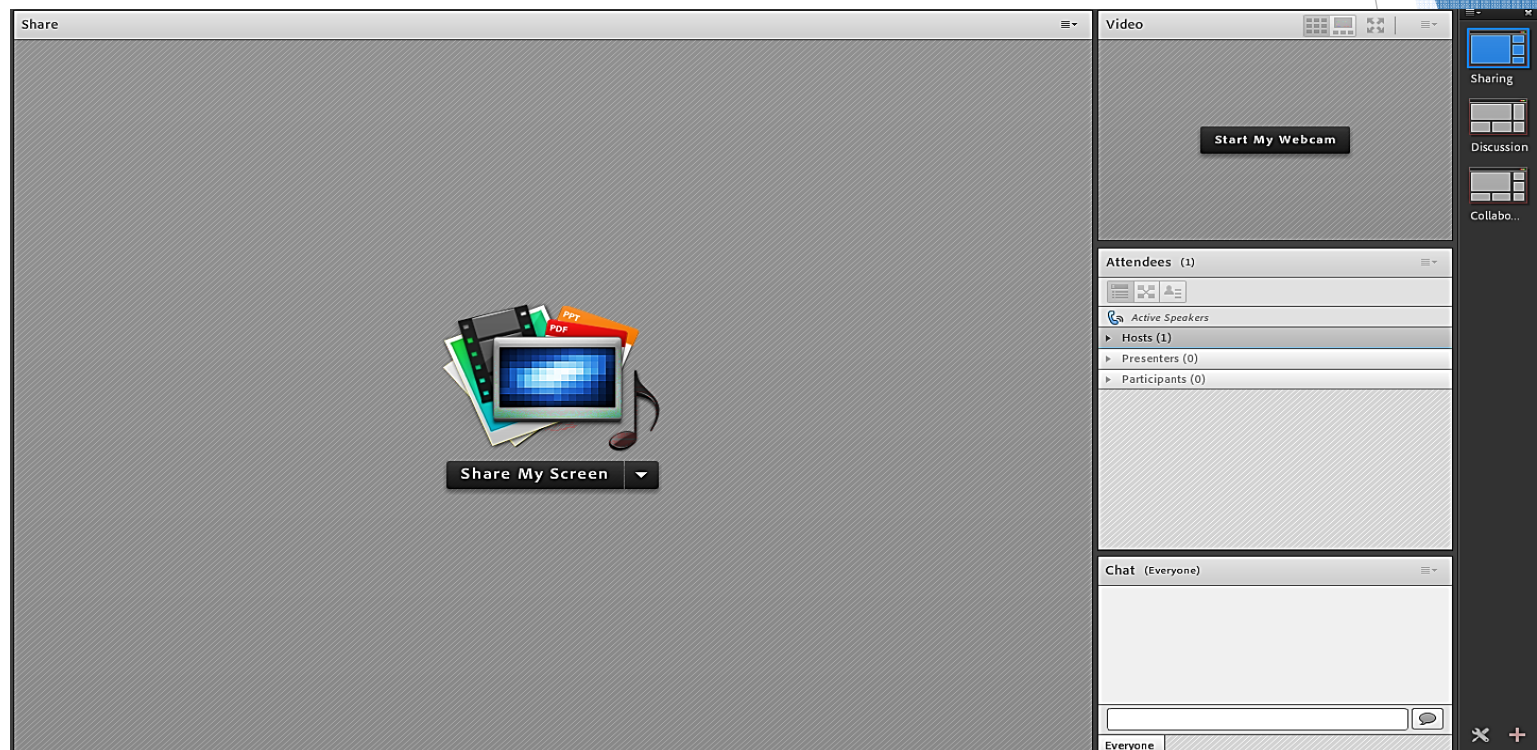 Share
PPT
PDF
Share My Screen
Video
Start My Webcam
Attendees (1)
Active Speakers
Hosts (1)
Presenters (0)
Participants (0)
Chat (Everyone)
Everyone
Sharing
Discussion
Collabo...